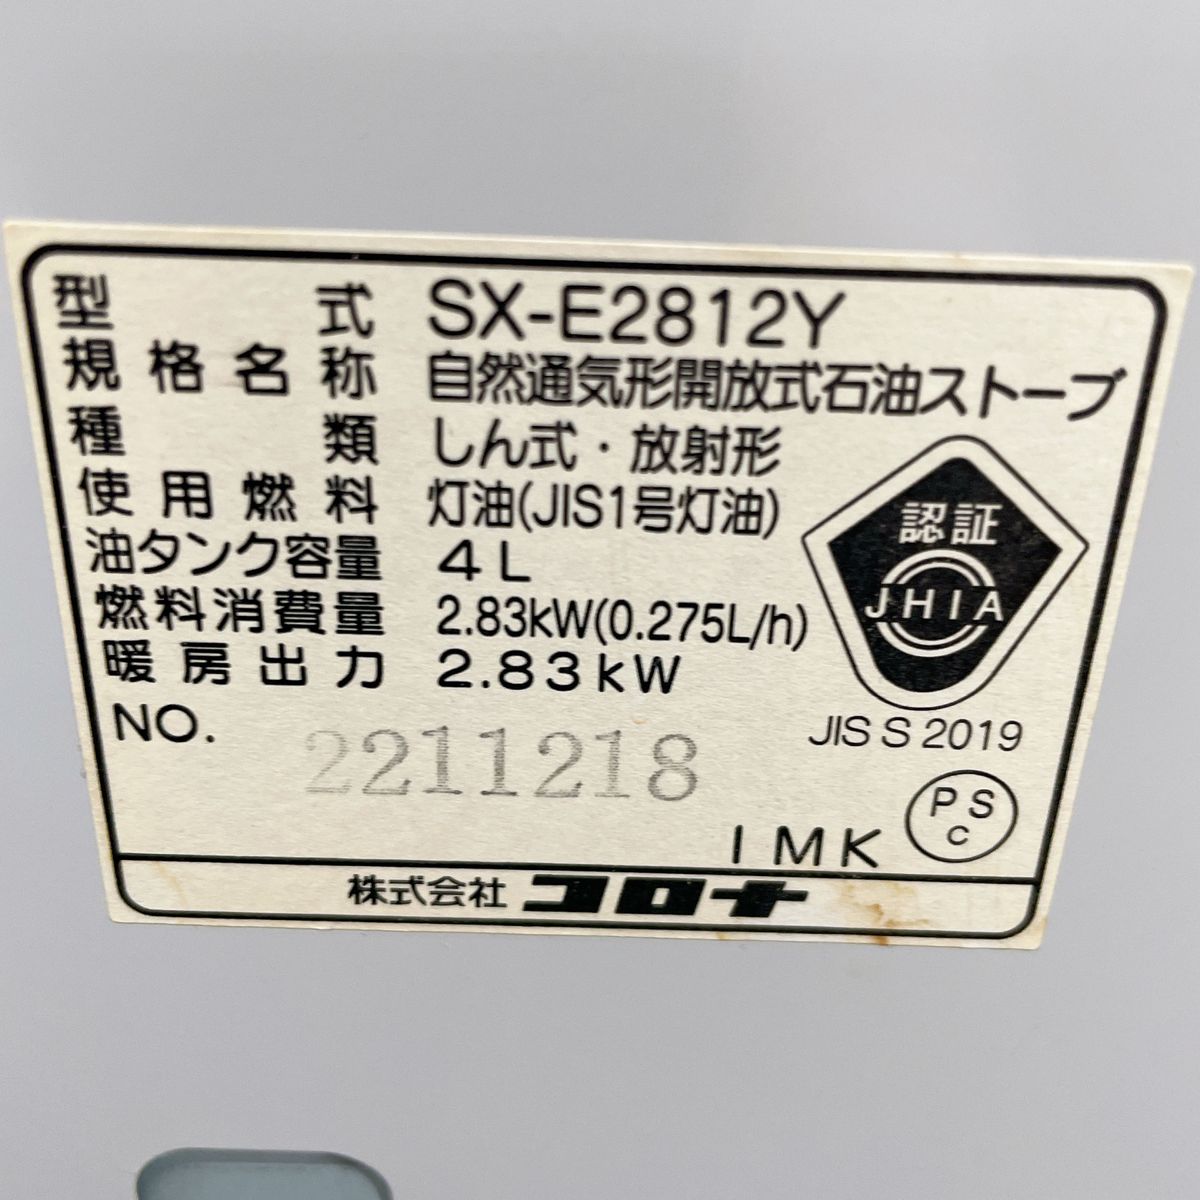 型式 SX-E2812Y
規格名称 自然通気形開放式石油ストーブ
種類 しん式・放射形
使用燃料 灯油(JIS1号灯油)
油タンク容量 4L
燃料消費量 2.83kW(0.275L/h)
暖房出力 2.83kW
認証
JHIA
JIS S 2019
NO. 2211218
PS
C
IMK
株式会社 コロナ